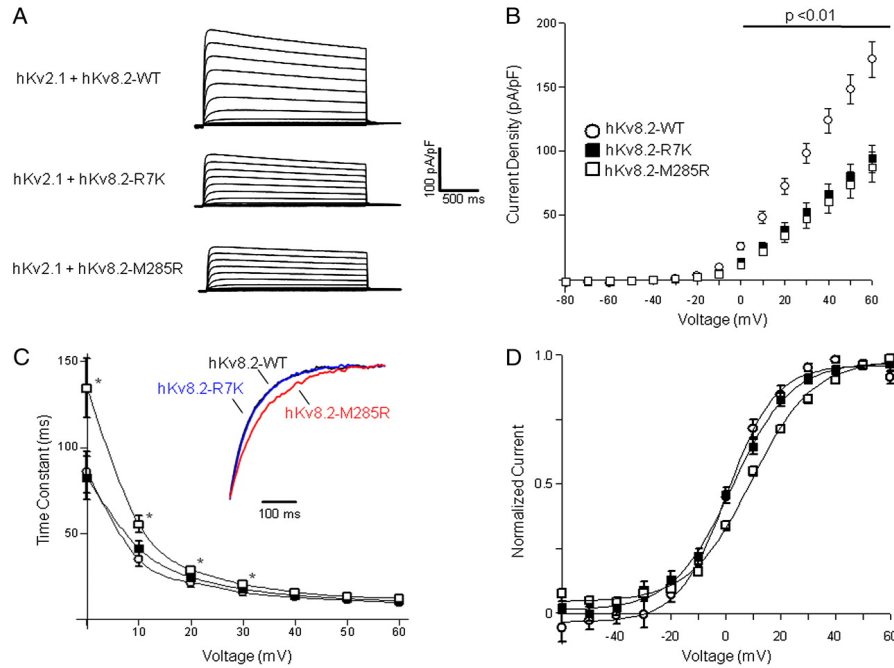 A
hKv2.1 + hKv8.2-WT
hKv2.1 + hKv8.2-R7K
hKv2.1 + hKv8.2-M285R
100 pA/pF
500 ms
B
p <0.01
200
150
100
50
Current Density (pA/pF)
hKv8.2-WT
hKv8.2-R7K
hKv8.2-M285R
-80 -60 -40 -20 0 20 40 60
Voltage (mV)
C
150
100
50
Time Constant (ms)
* * * *
hKv8.2-WT
hKv8.2-R7K
hKv8.2-M285R
100 ms
10 20 30 40 50 60
Voltage (mV)
D
1.0
0.5
0
Normalized Current
-40 -20 0 20 40 60
Voltage (mV)